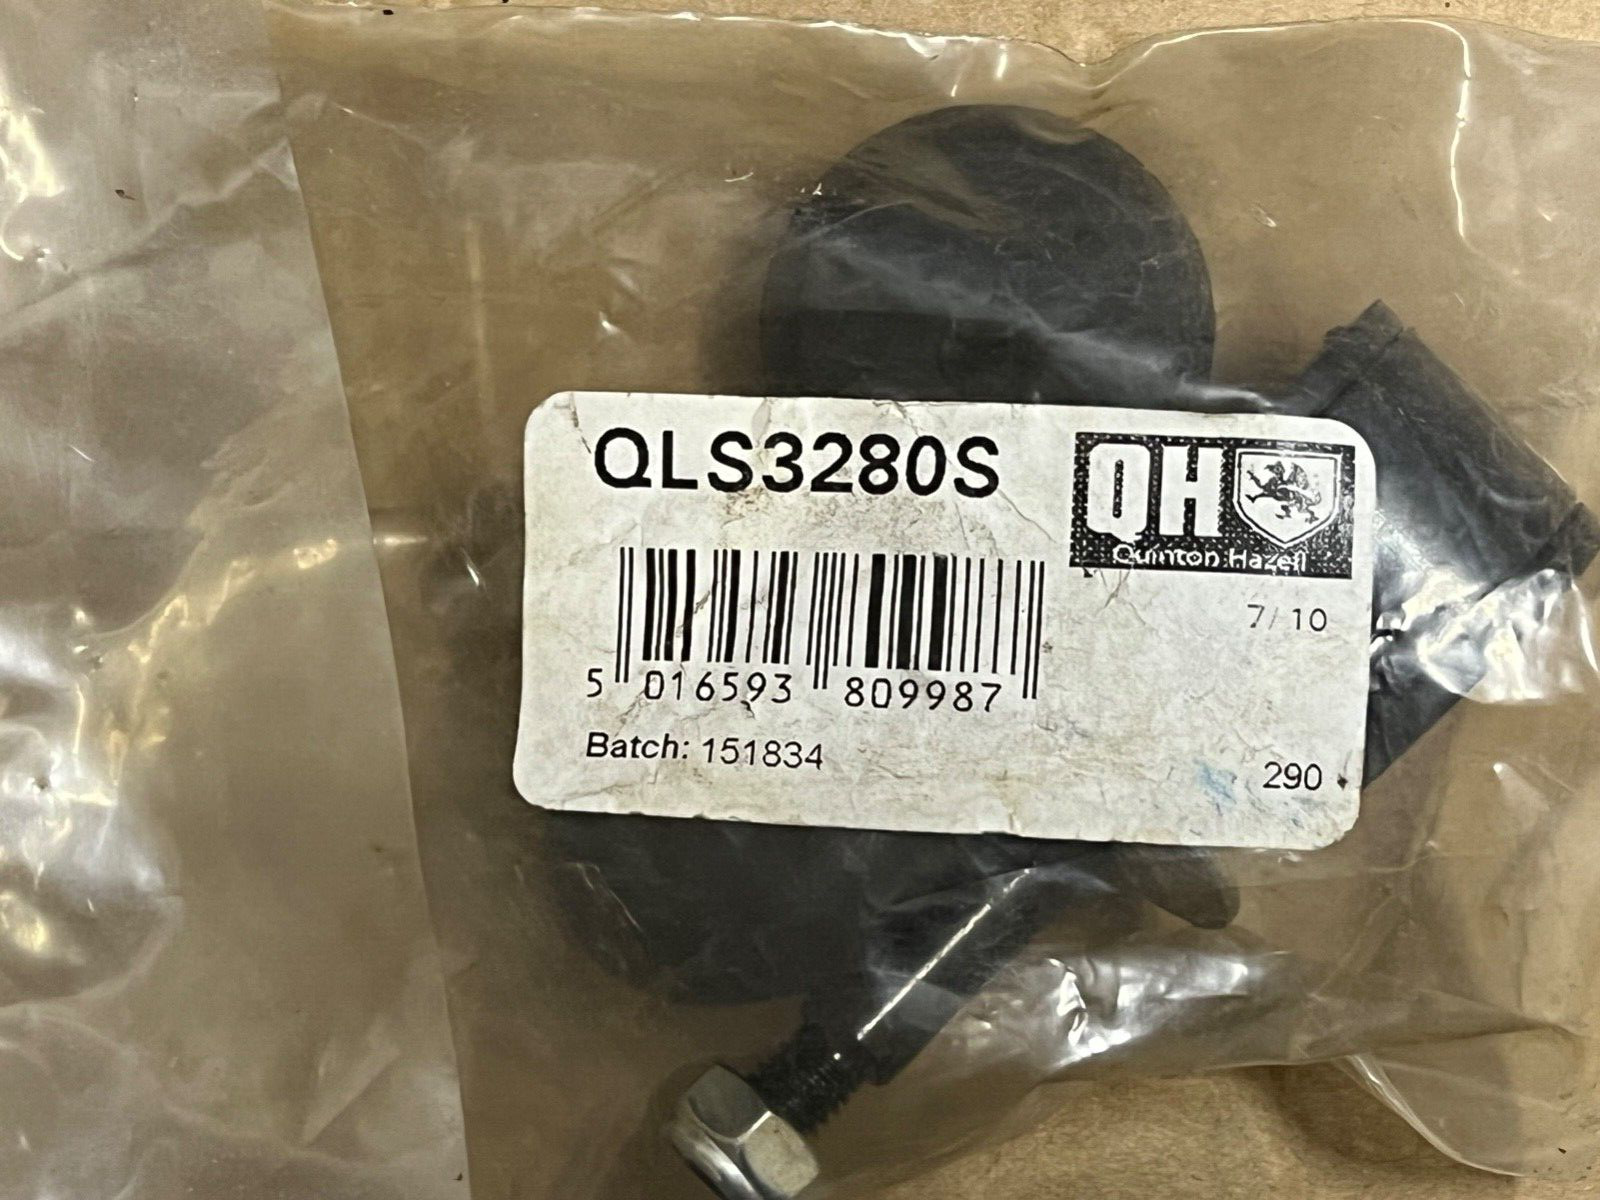 QLS3280S
QH
Quinton Hazell
7/10
5 016593 809987
Batch: 151834
290